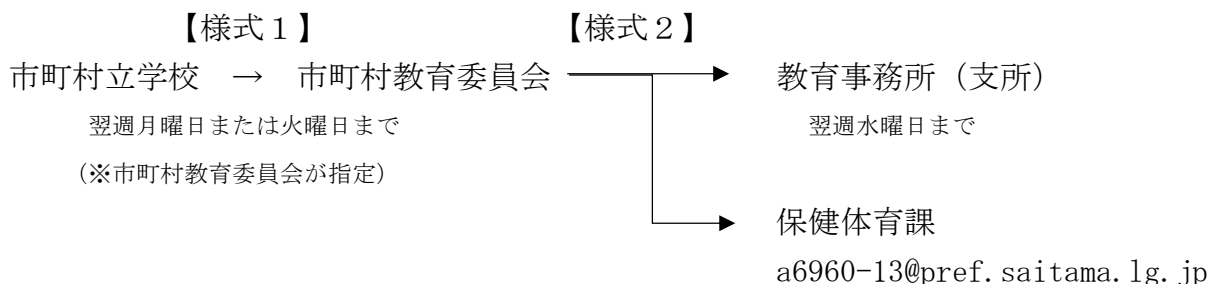 【様式１】 【様式２】
市町村立学校 → 市町村教育委員会 教育事務所（支所）
翌週月曜日または火曜日まで 翌週水曜日まで
（※市町村教育委員会が指定）
保健体育課
a6960-13@pref.saitama.lg.jp